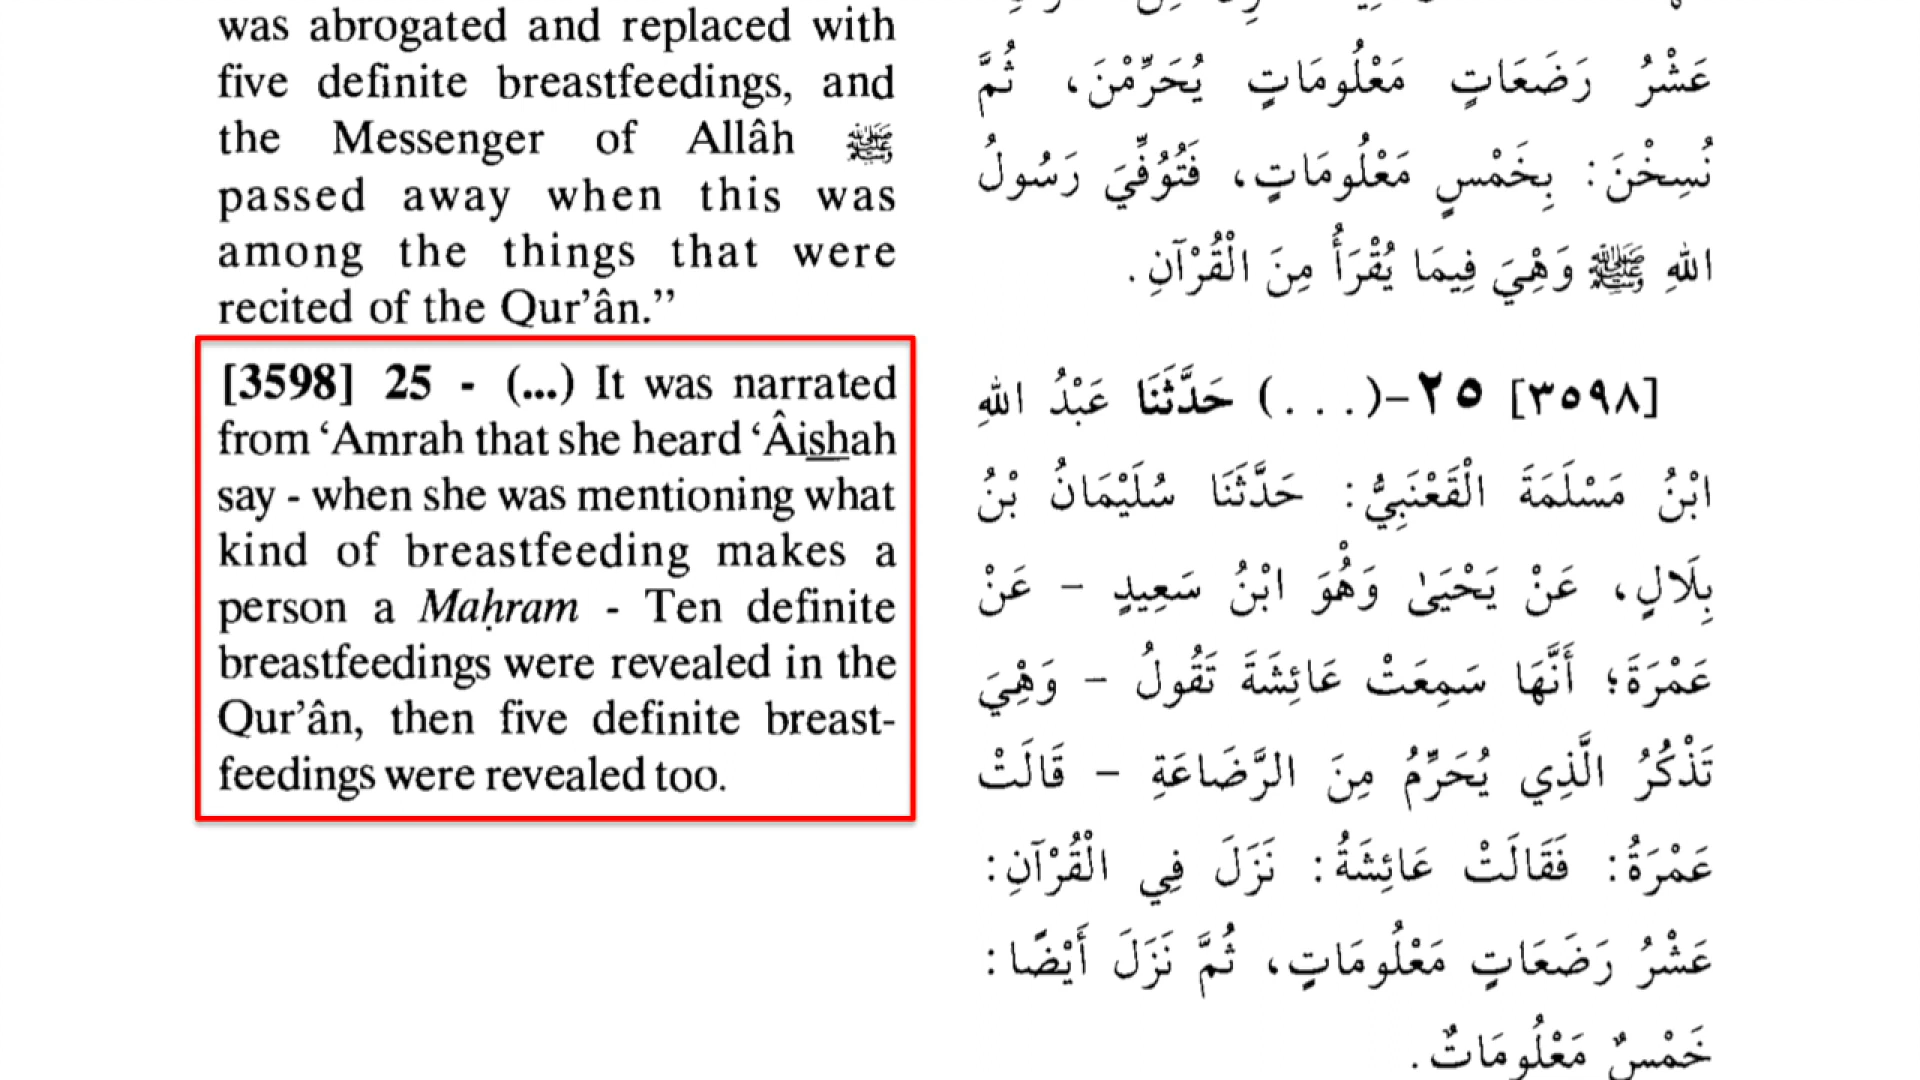 was abrogated and replaced with
five definite breastfeedings, and
the Messenger of Allâh ﷺ
passed away when this was
among the things that were
recited of the Qur’ân.”
[3598] 25 - (...) It was narrated
from ‘Amrah that she heard ‘Âishah
say - when she was mentioning what
kind of breastfeeding makes a
person a Maḥram - Ten definite
breastfeedings were revealed in the
Qur’ân, then five definite breast-
feedings were revealed too.
عَشْرُ رَضَعَاتٍ مَعْلُومَاتٍ يُحَرِّمْنَ، ثُمَّ
نُسِخْنَ: بِخَمْسٍ مَعْلُومَاتٍ، فَتُوُفِّيَ رَسُولُ
اللهِ ﷺ وَهِيَ فِيمَا يُقْرَأُ مِنَ الْقُرْآنِ.
[٣٥٩٨] ٢٥-(...) حَدَّثَنَا عَبْدُ اللهِ
ابْنُ مَسْلَمَةَ الْقَعْنَبِيُّ: حَدَّثَنَا سُلَيْمَانُ بْنُ
بِلَالٍ، عَنْ يَحْيَىٰ وَهُوَ ابْنُ سَعِيدٍ - عَنْ
عَمْرَةَ؛ أَنَّهَا سَمِعَتْ عَائِشَةَ تَقُولُ - وَهِيَ
تَذْكُرُ الَّذِي يُحَرِّمُ مِنَ الرَّضَاعَةِ - قَالَتْ
عَمْرَةُ: فَقَالَتْ عَائِشَةُ: نَزَلَ فِي الْقُرْآنِ:
عَشْرُ رَضَعَاتٍ مَعْلُومَاتٍ، ثُمَّ نَزَلَ أَيْضًا:
خَمْسٌ مَعْلُومَاتٌ.